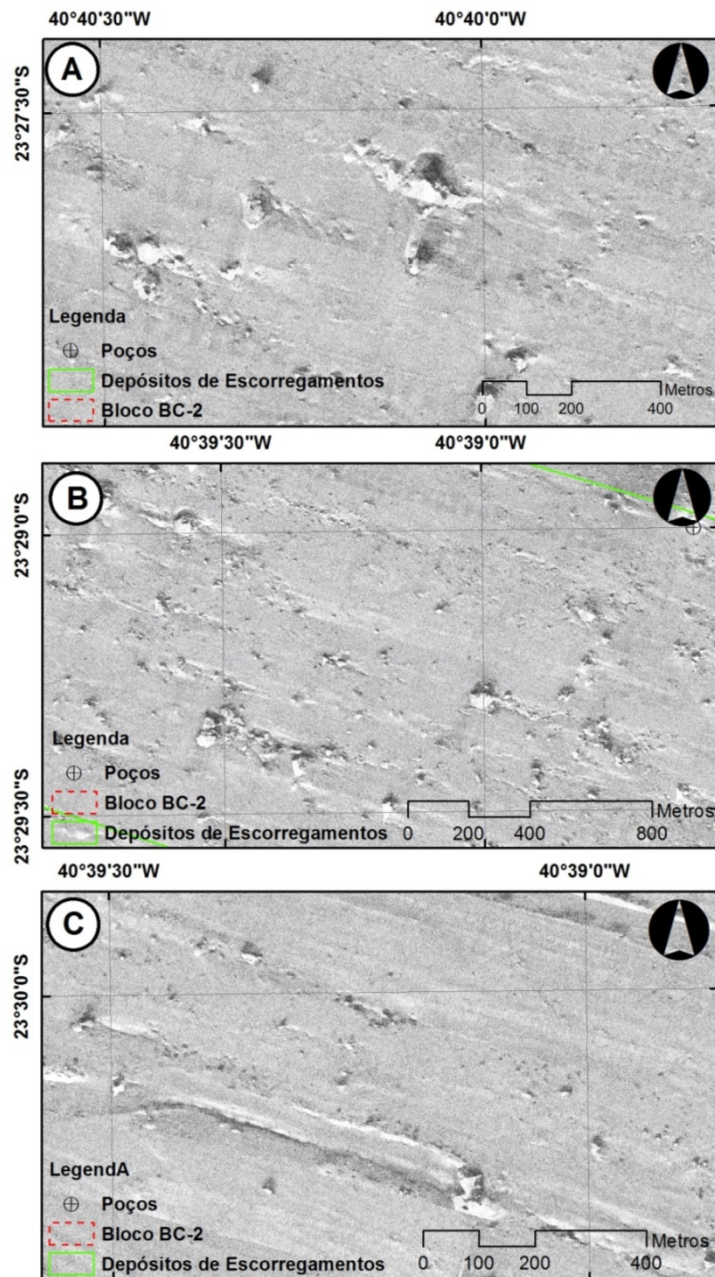 40°40'30"W 40°40'0"W
A
23°27'30"S
Legenda
Poços
Depósitos de Escorregamentos
Bloco BC-2
Metros
0 100 200 400
40°39'30"W 40°39'0"W
B
23°29'0"S
23°29'30"S
Legenda
Poços
Bloco BC-2
Depósitos de Escorregamentos
Metros
0 200 400 800
40°39'30"W 40°39'0"W
C
23°30'0"S
LegendA
Poços
Bloco BC-2
Depósitos de Escorregamentos
Metros
0 100 200 400